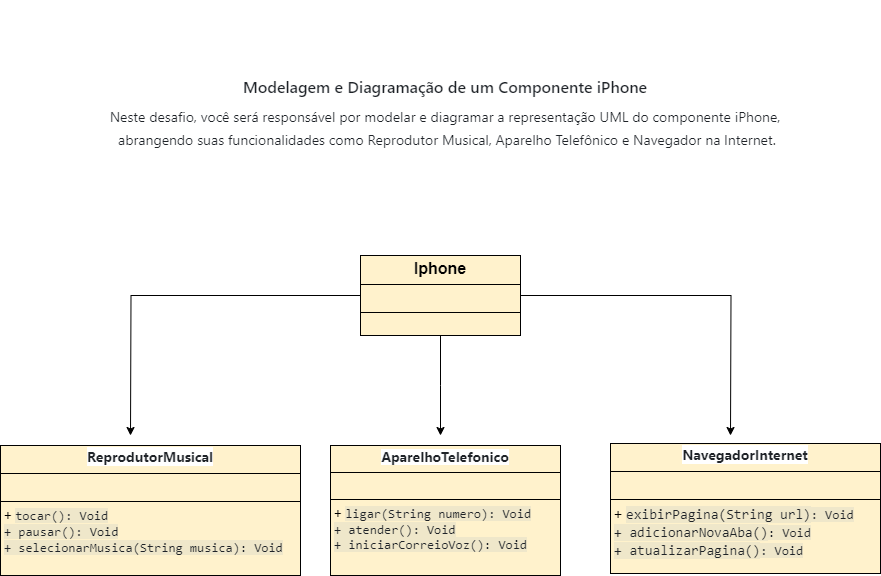 Modelagem e Diagramação de um Componente iPhone
Neste desafio, você será responsável por modelar e diagramar a representação UML do componente iPhone,
abrangendo suas funcionalidades como Reprodutor Musical, Aparelho Telefônico e Navegador na Internet.
Iphone
ReprodutorMusical
+ tocar(): Void
+ pausar(): Void
+ selecionarMusica(String musica): Void
AparelhoTelefonico
+ ligar(String numero): Void
+ atender(): Void
+ iniciarCorreioVoz(): Void
NavegadorInternet
+ exibirPagina(String url): Void
+ adicionarNovaAba(): Void
+ atualizarPagina(): Void